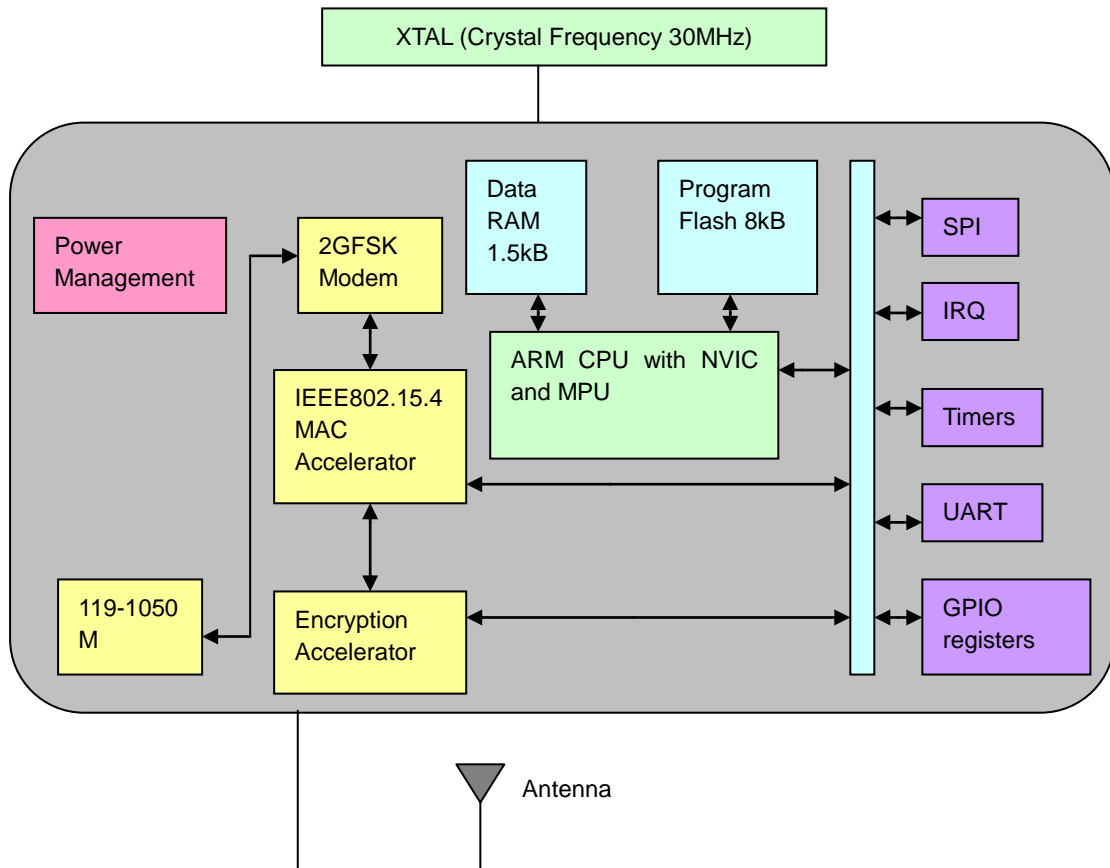 XTAL (Crystal Frequency 30MHz)
Data
RAM
1.5kB
Program
Flash 8kB
Power
Management
2GFSK
Modem
SPI
IRQ
ARM CPU with NVIC
and MPU
IEEE802.15.4
MAC
Accelerator
Timers
UART
119-1050
M
Encryption
Accelerator
GPIO
registers
Antenna